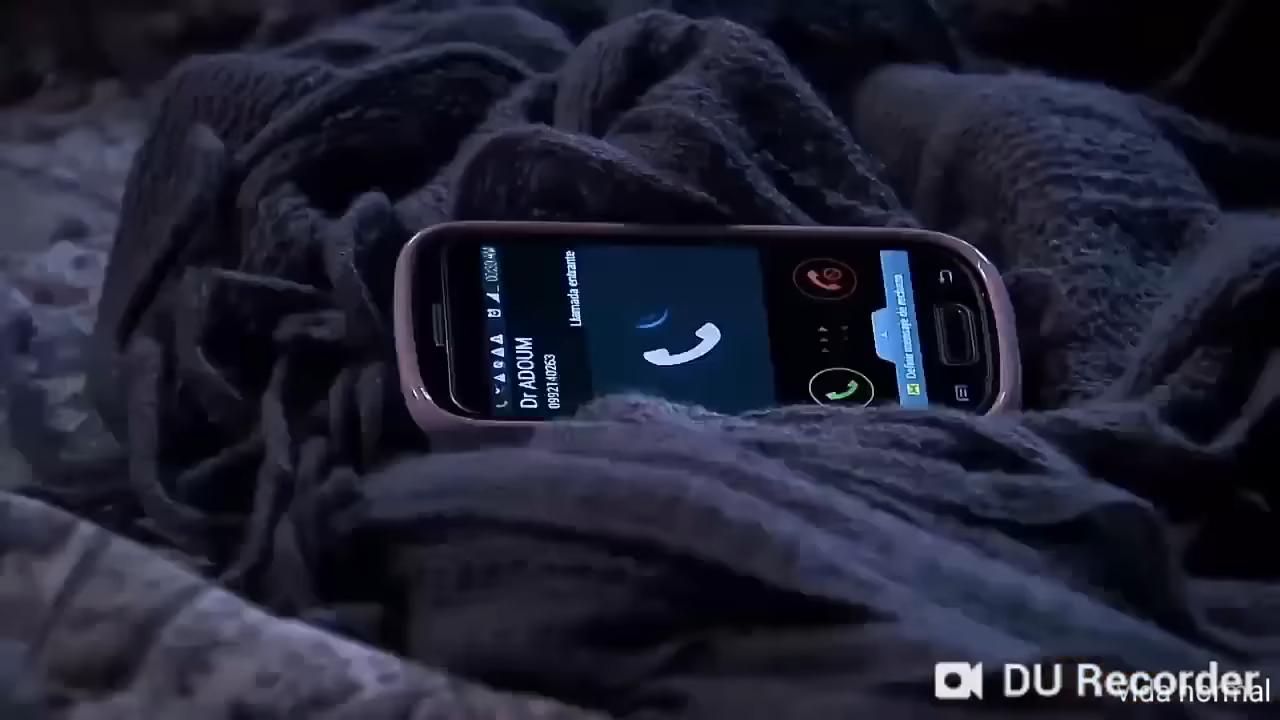 Dr ADOUM
0992140263
Llamada entrante
Definir mensaje de rechazo
DU Recorder
vida normal